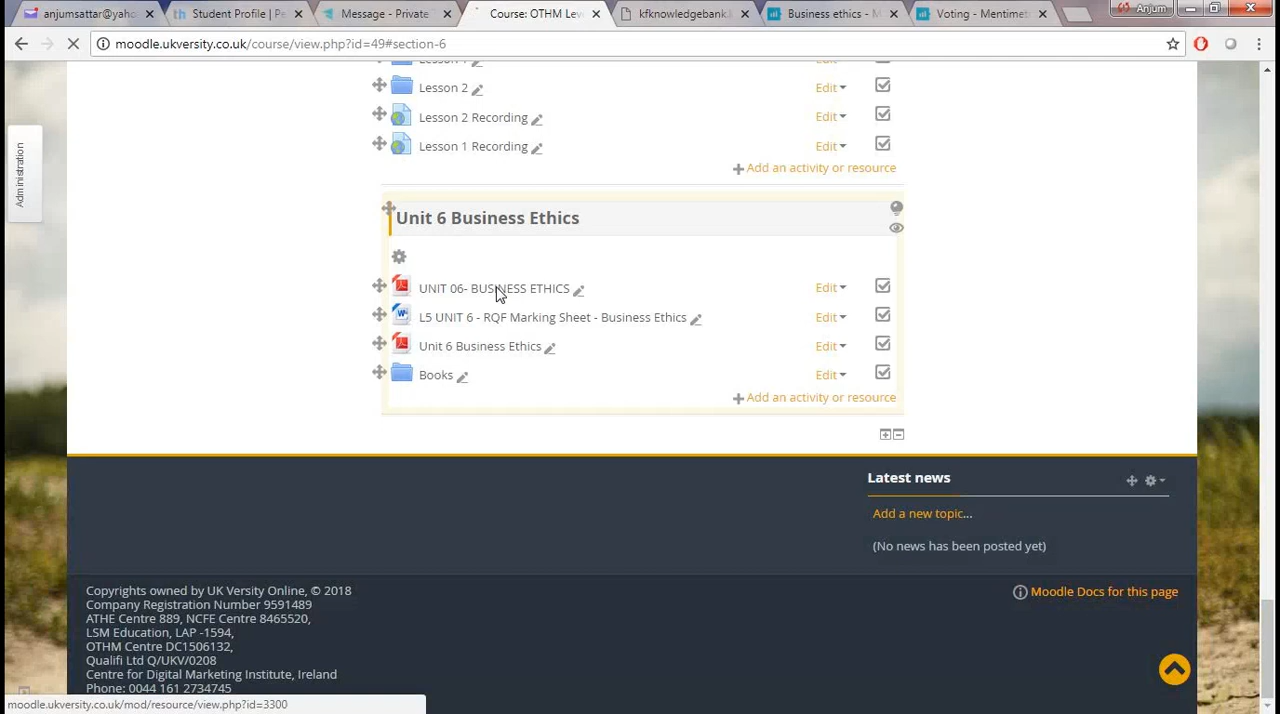 anjumsattar@yaho
Student Profile | Pe
Message - Private
Course: OTHM Lev
kfknowledgebank.
Business ethics - M
Voting - Mentimete
Anjum
moodle.ukversity.co.uk/course/view.php?id=49#section-6
Administration
Lesson 1 Edit
Lesson 2 Edit
Lesson 2 Recording Edit
Lesson 1 Recording Edit
Add an activity or resource
Unit 6 Business Ethics
UNIT 06- BUSINESS ETHICS Edit
L5 UNIT 6 - RQF Marking Sheet - Business Ethics Edit
Unit 6 Business Ethics Edit
Books Edit
Add an activity or resource
Latest news
Add a new topic...
(No news has been posted yet)
Copyrights owned by UK Versity Online, © 2018
Company Registration Number 9591489
ATHE Centre 889, NCFE Centre 8465520,
LSM Education, LAP -1594,
OTHM Centre DC1506132,
Qualifi Ltd Q/UKV/0208
Centre for Digital Marketing Institute, Ireland
Phone: 0044 161 2734745
Moodle Docs for this page
moodle.ukversity.co.uk/mod/resource/view.php?id=3300